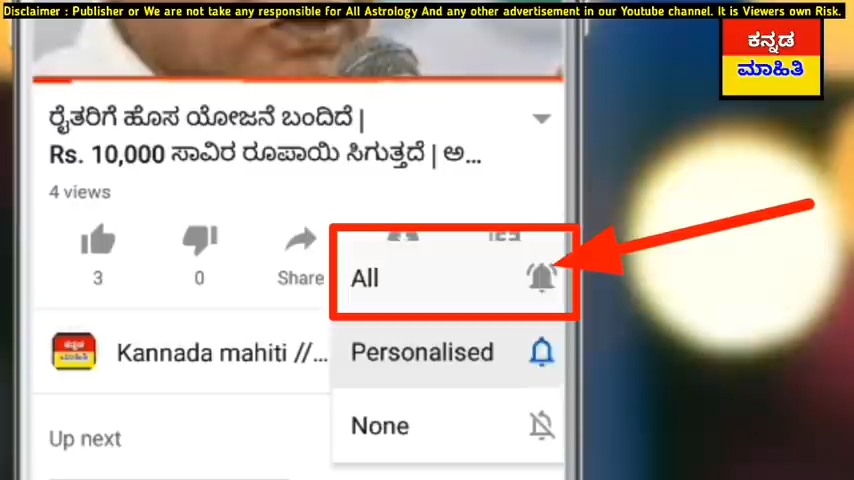 Disclaimer : Publisher or We are not take any responsible for All Astrology And any other advertisement in our Youtube channel. It is Viewers own Risk.
ಕನ್ನಡ
ಮಾಹಿತಿ
ರೈತರಿಗೆ ಹೊಸ ಯೋಜನೆ ಬಂದಿದೆ |
Rs. 10,000 ಸಾವಿರ ರೂಪಾಯಿ ಸಿಗುತ್ತದೆ | ಅ...
4 views
3
0
Share
All
ಕನ್ನಡ
ಮಾಹಿತಿ
Kannada mahiti //...
Personalised
None
Up next